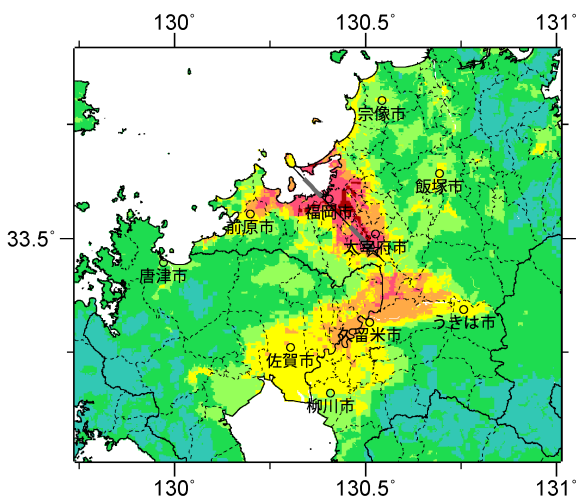 130° 130.5° 131°
宗像市
飯塚市
福岡市
前原市
太宰府市
33.5°
唐津市
うきは市
久留米市
佐賀市
柳川市
130° 130.5° 131°